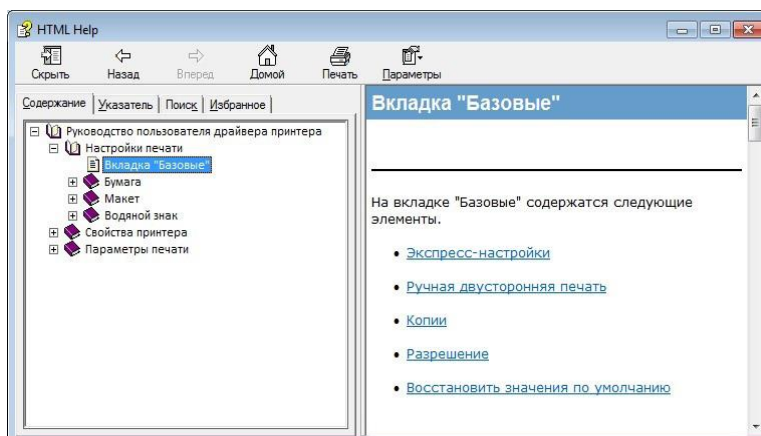 HTML Help
Скрыть Назад Вперед Домой Печать Параметры
Содержание Указатель Поиск Избранное
Руководство пользователя драйвера принтера
Настройки печати
Вкладка "Базовые"
Бумага
Макет
Водяной знак
Свойства принтера
Параметры печати
Вкладка "Базовые"
На вкладке "Базовые" содержатся следующие
элементы.
• Экспресс-настройки
• Ручная двусторонняя печать
• Копии
• Разрешение
• Восстановить значения по умолчанию